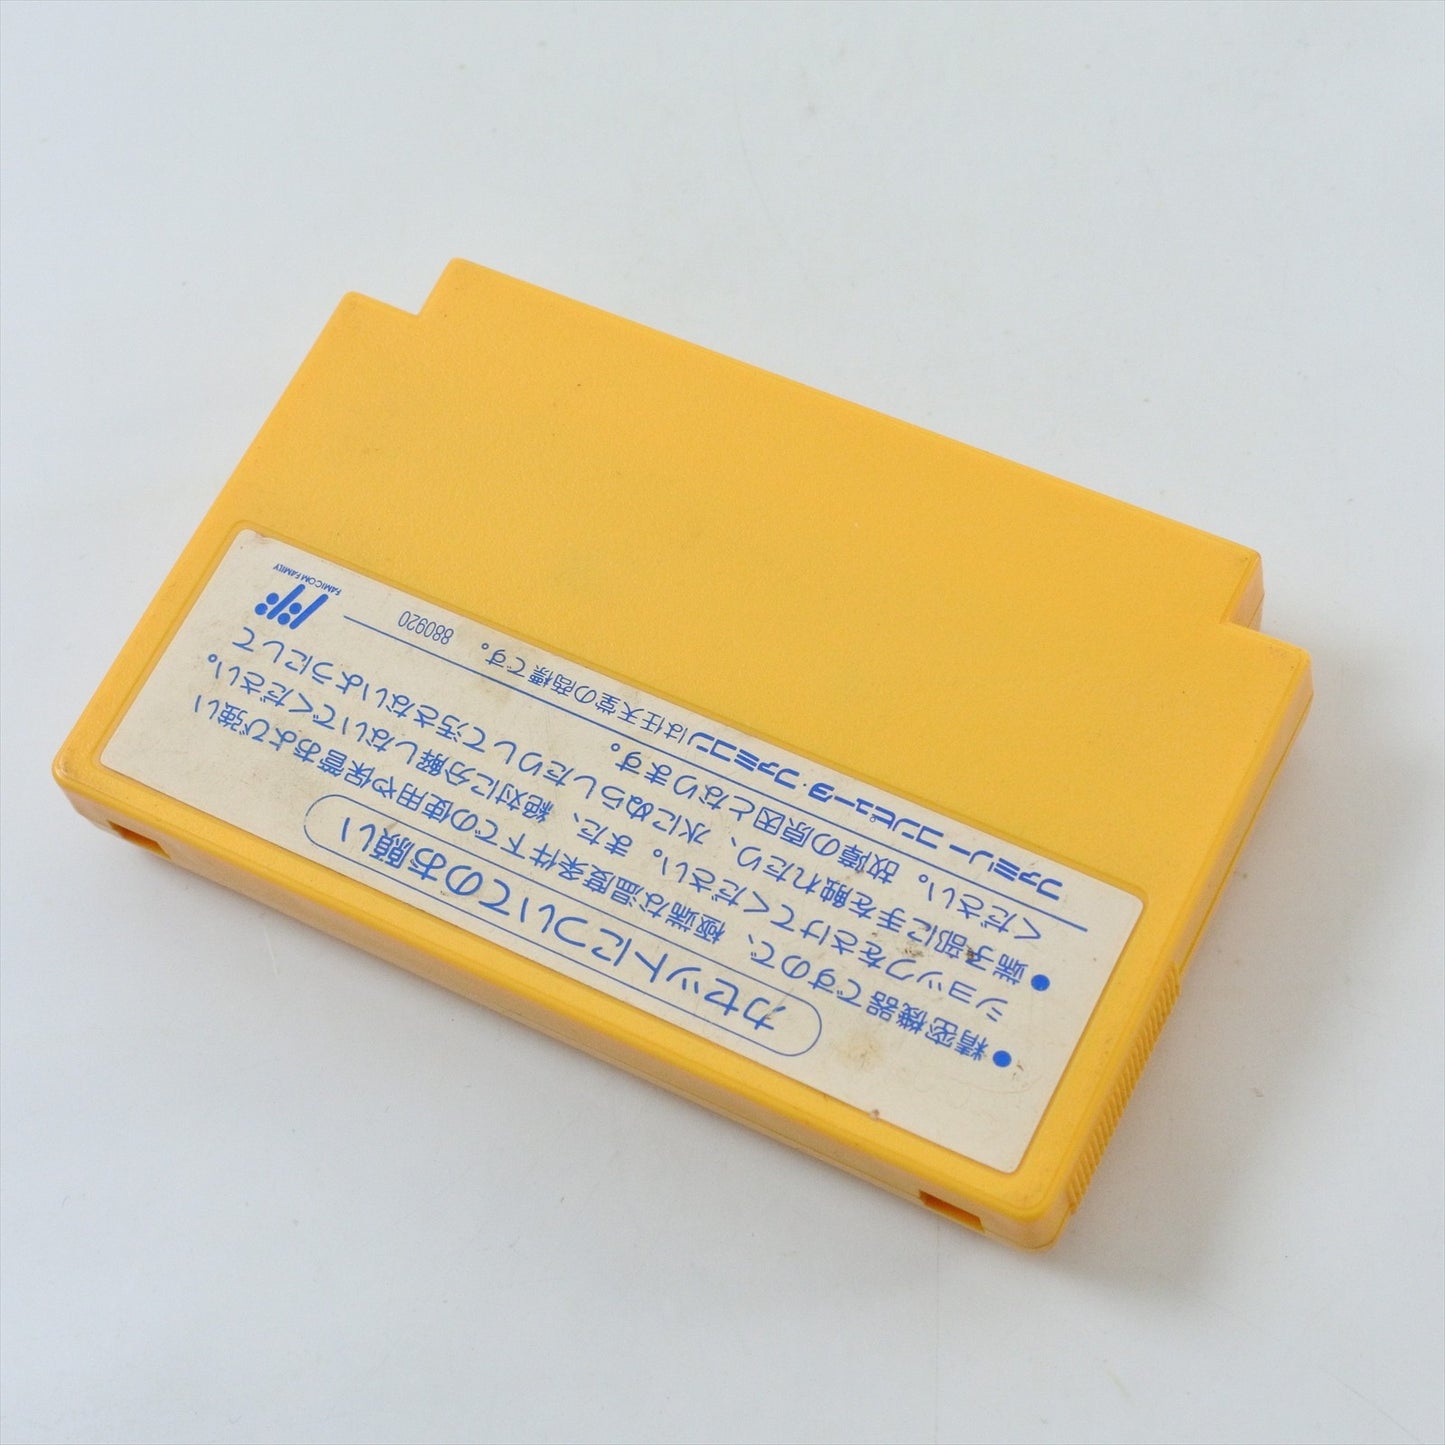 カセットについてのお願い
●精密機器ですので、極端な温度条件下での使用や保管および強い
ショックをさけてください。また、絶対に分解しないでください。
●端子部に手を触れたり、水にぬらしたりして汚さないようにして
ください。故障の原因となります。
ファミリーコンピュータ・ファミコンは任天堂の商標です。
880920
FAMICOM FAMILY